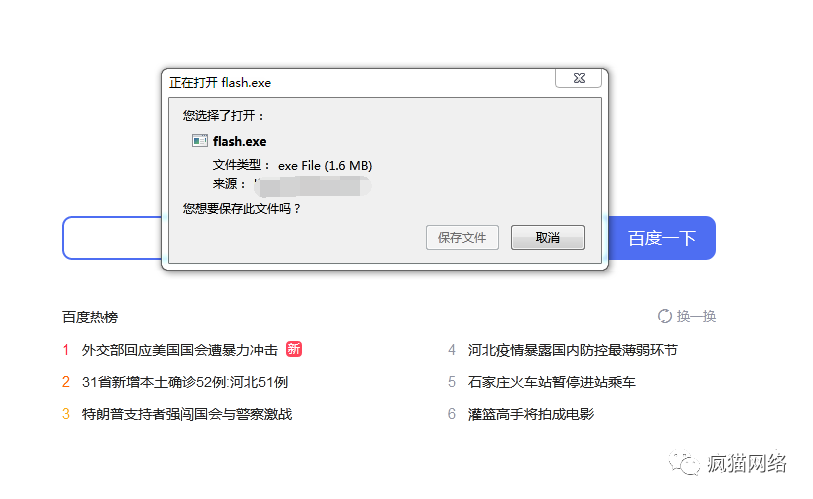 正在打开 flash.exe
您选择了打开：
flash.exe
文件类型： exe File (1.6 MB)
来源：
您想要保存此文件吗？
保存文件 取消
百度一下
百度热榜 换一换
1 外交部回应美国国会遭暴力冲击 新
4 河北疫情暴露国内防控最薄弱环节
2 31省新增本土确诊52例:河北51例
5 石家庄火车站暂停进站乘车
3 特朗普支持者强闯国会与警察激战
6 灌篮高手将拍成电影
疯猫网络